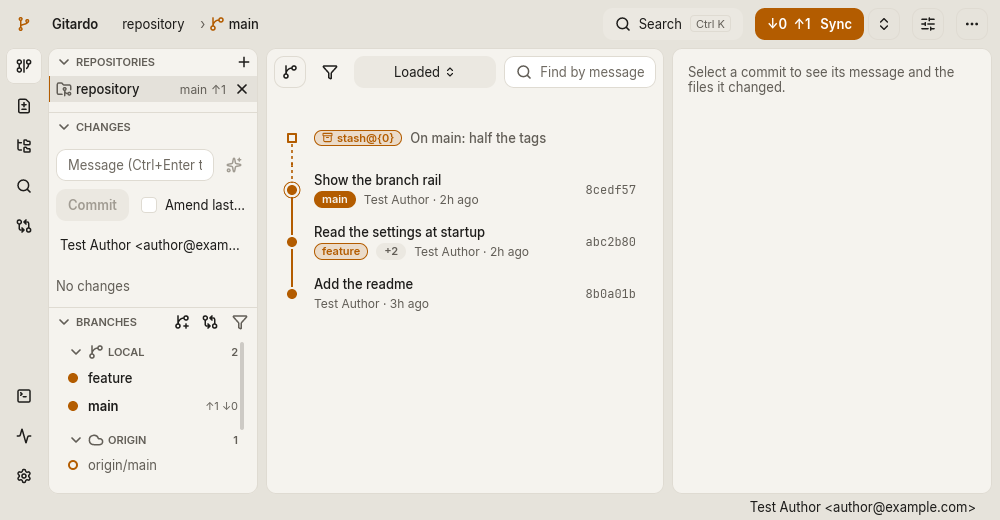 Gitardo repository › main Search Ctrl K ↓0 ↑1 Sync
REPOSITORIES
repository main ↑1
CHANGES
Message (Ctrl+Enter t
Commit Amend last...
Test Author <author@exam...
No changes
BRANCHES
LOCAL 2
feature
main ↑1 ↓0
ORIGIN 1
origin/main
Loaded Find by message
stash@{0} On main: half the tags
Show the branch rail 8cedf57
main Test Author · 2h ago
Read the settings at startup abc2b80
feature +2 Test Author · 2h ago
Add the readme 8b0a01b
Test Author · 3h ago
Select a commit to see its message and the
files it changed.
Test Author <author@example.com>